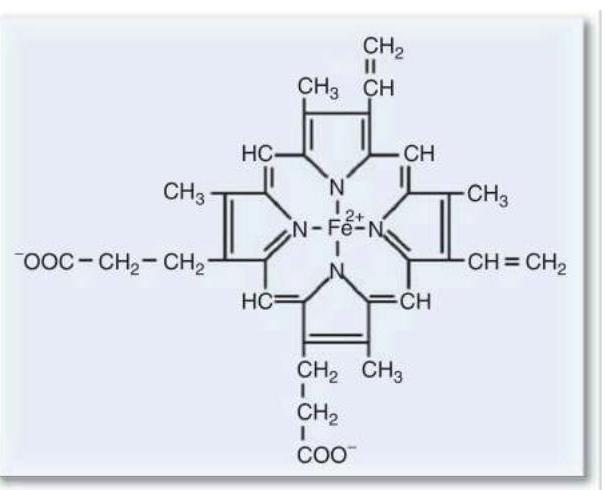 CH₂
CH₃ CH
HC CH
N
CH₃ CH₃
N Fe²⁺ N
⁻OOC–CH₂–CH₂ CH=CH₂
N
HC CH
CH₂ CH₃
CH₂
COO⁻